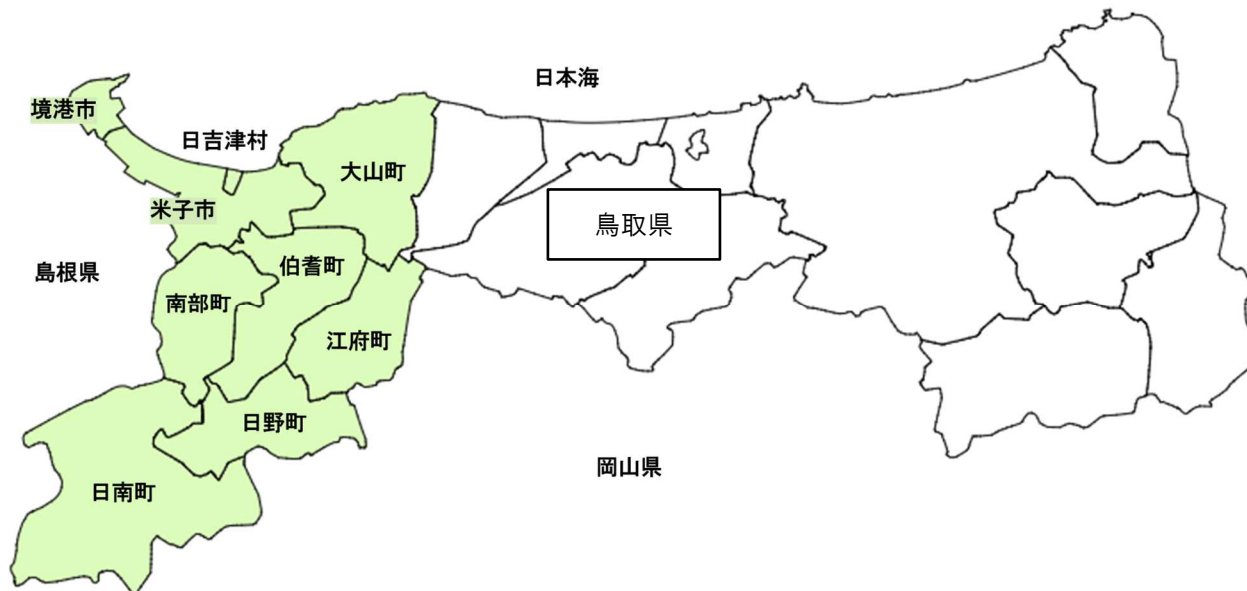 日本海
境港市
日吉津村
大山町
米子市
鳥取県
島根県
伯耆町
南部町
江府町
日野町
岡山県
日南町